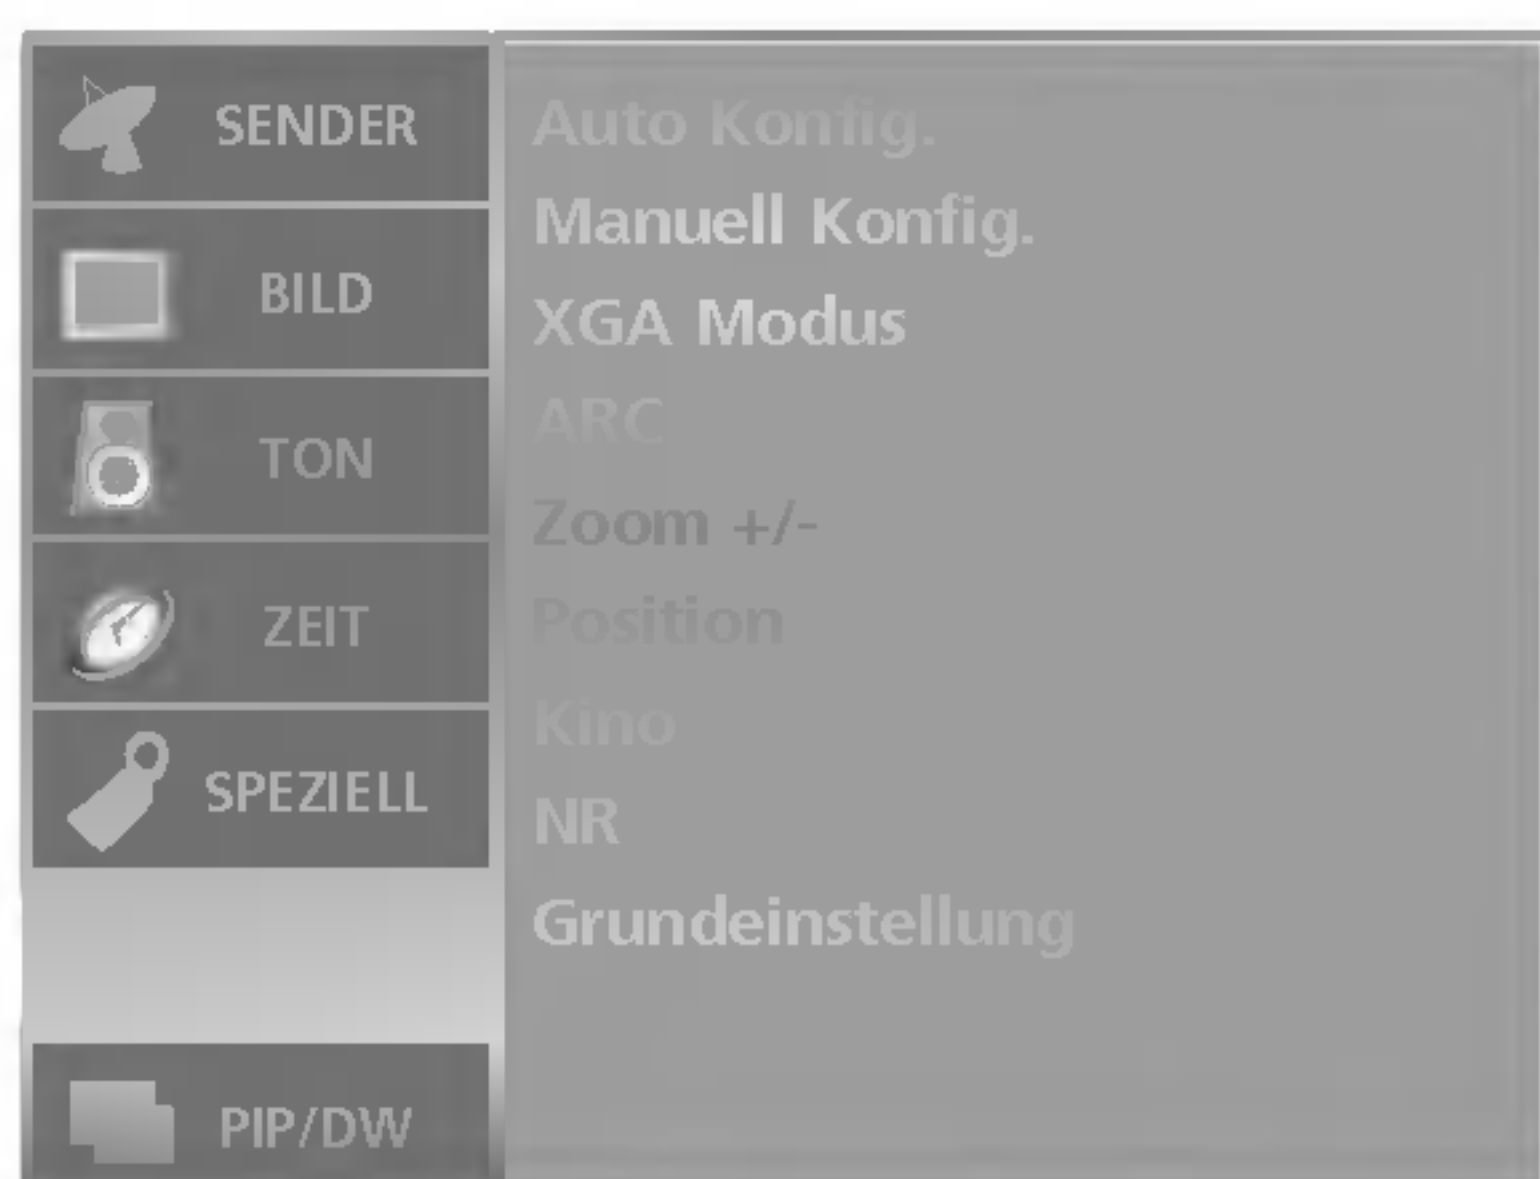 SENDER
BILD
TON
ZEIT
SPEZIELL
PIP/DW
Auto Konfig.
Manuell Konfig.
XGA Modus
ARC
Zoom +/-
Position
Kino
NR
Grundeinstellung